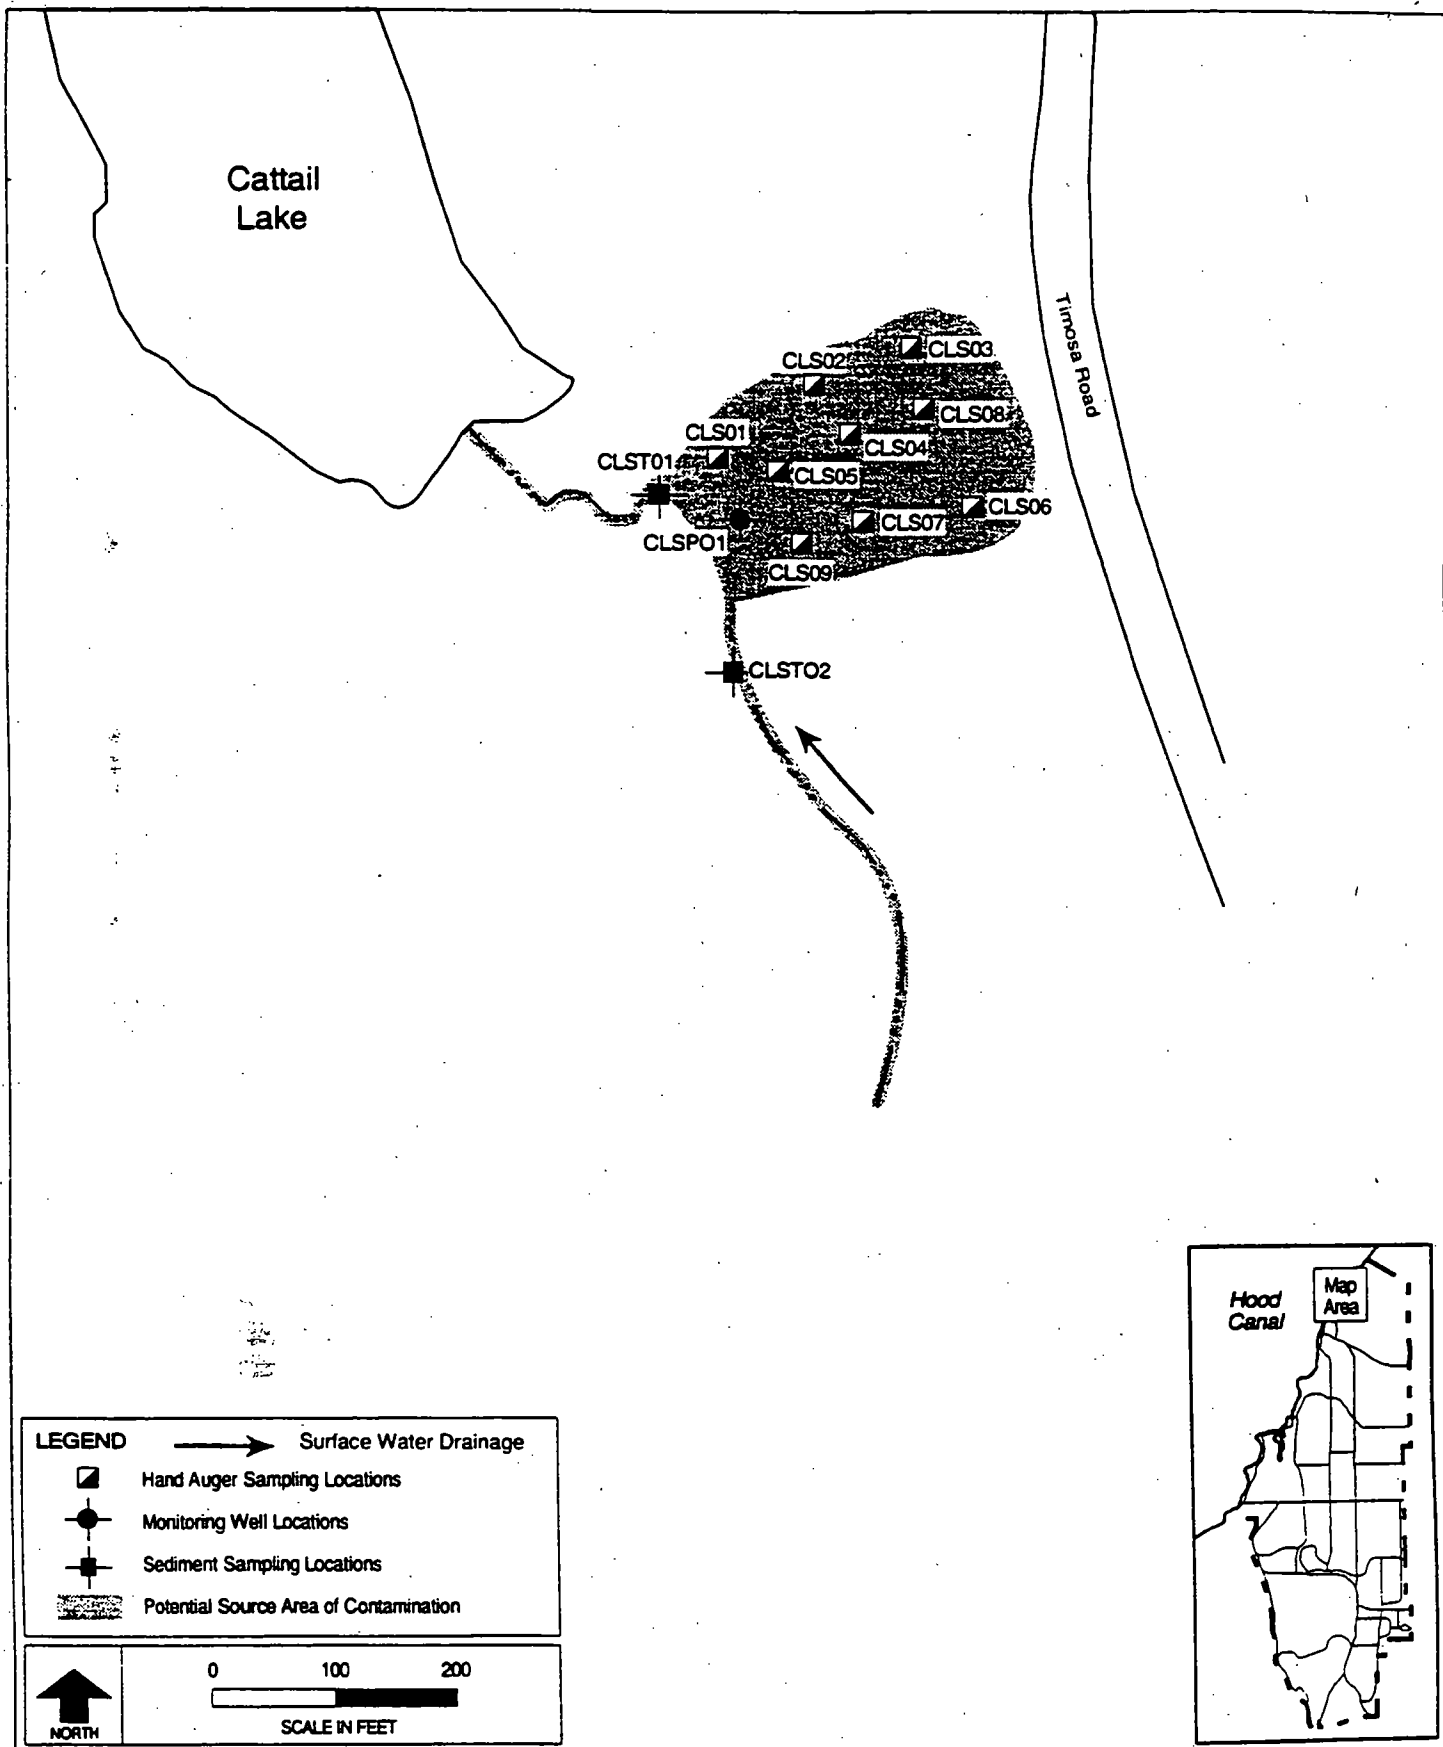 Cattail
Lake
Timosa Road
CLS03
CLS02
CLS08
CLS01
CLS04
CLST01
CLS05
CLS06
CLS07
CLSPO1
CLS09
CLSTO2
Hood
Canal
Map
Area
LEGEND
Surface Water Drainage
Hand Auger Sampling Locations
Monitoring Well Locations
Sediment Sampling Locations
Potential Source Area of Contamination
NORTH
0 100 200
SCALE IN FEET